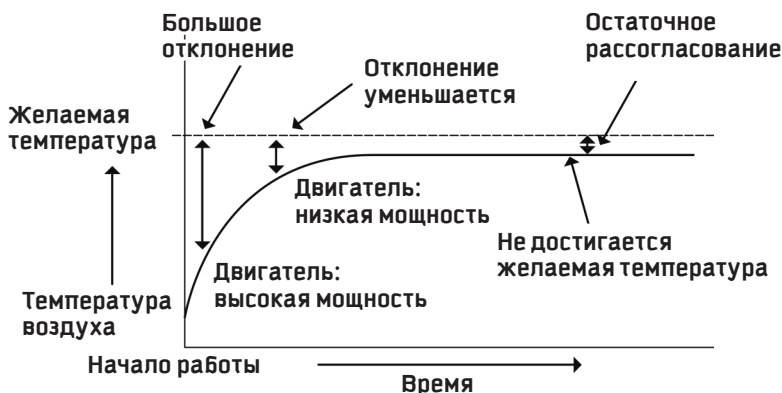 Большое
отклонение
Остаточное
рассогласование
Отклонение
уменьшается
Желаемая
температура
Двигатель:
низкая мощность
Не достигается
желаемая температура
Двигатель:
высокая мощность
Температура
воздуха
Начало работы
Время